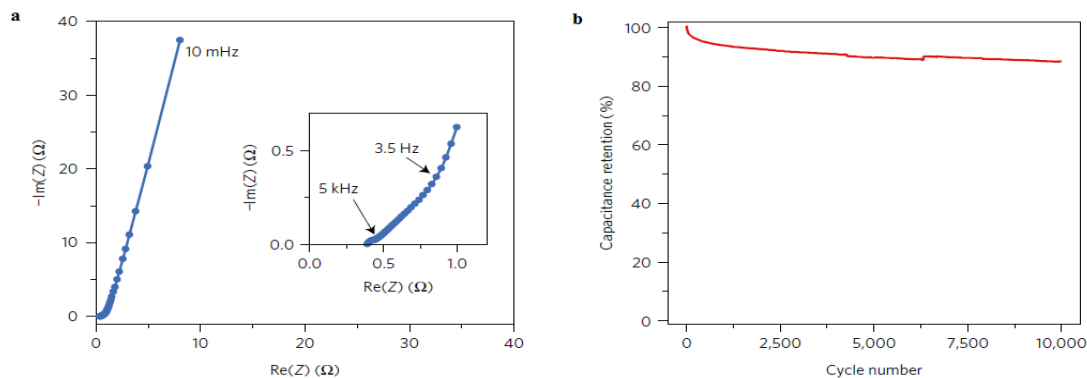 a
40
30
20
10
0
−Im(Z) (Ω)
10 mHz
0.5
0.0
−Im(Z) (Ω)
3.5 Hz
5 kHz
0.0 0.5 1.0
Re(Z) (Ω)
0 10 20 30 40
Re(Z) (Ω)
b
100
80
60
40
20
0
Capacitance retention (%)
0 2,500 5,000 7,500 10,000
Cycle number